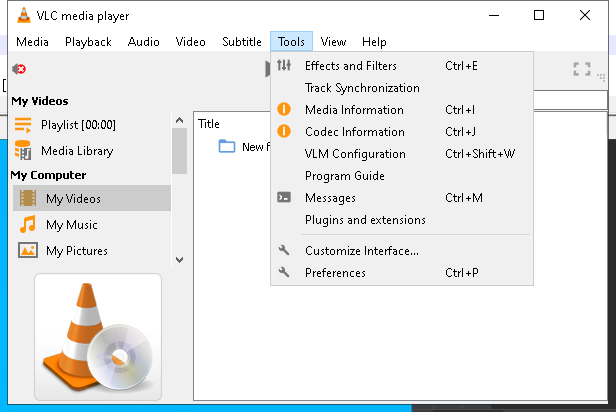 VLC media player
Media Playback Audio Video Subtitle Tools View Help
My Videos
Playlist [00:00]
Media Library
My Computer
My Videos
My Music
My Pictures
Title
New f
Effects and Filters Ctrl+E
Track Synchronization
Media Information Ctrl+I
Codec Information Ctrl+J
VLM Configuration Ctrl+Shift+W
Program Guide
Messages Ctrl+M
Plugins and extensions
Customize Interface...
Preferences Ctrl+P